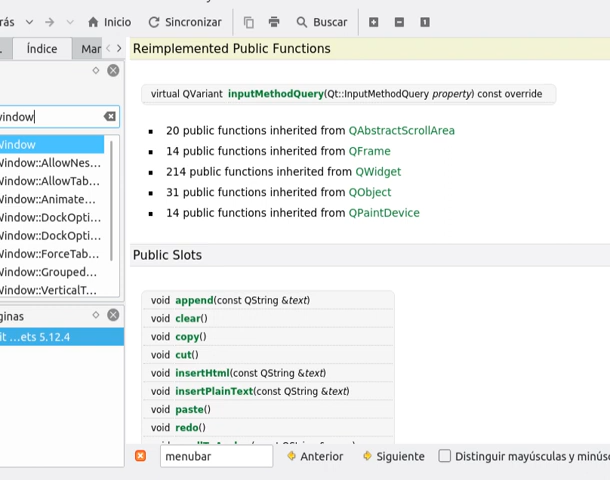 rás Inicio Sincronizar Buscar
Índice Mar
window
Window
Window::AllowNes...
Window::AllowTab...
Window::Animate...
Window::DockOpti...
Window::DockOpti...
Window::ForceTab...
Window::Grouped...
Window::VerticalT...
ginas
it ...ets 5.12.4
Reimplemented Public Functions
virtual QVariant inputMethodQuery(Qt::InputMethodQuery property) const override
20 public functions inherited from QAbstractScrollArea
14 public functions inherited from QFrame
214 public functions inherited from QWidget
31 public functions inherited from QObject
14 public functions inherited from QPaintDevice
Public Slots
void append(const QString &text)
void clear()
void copy()
void cut()
void insertHtml(const QString &text)
void insertPlainText(const QString &text)
void paste()
void redo()
menubar Anterior Siguiente Distinguir mayúsculas y minús